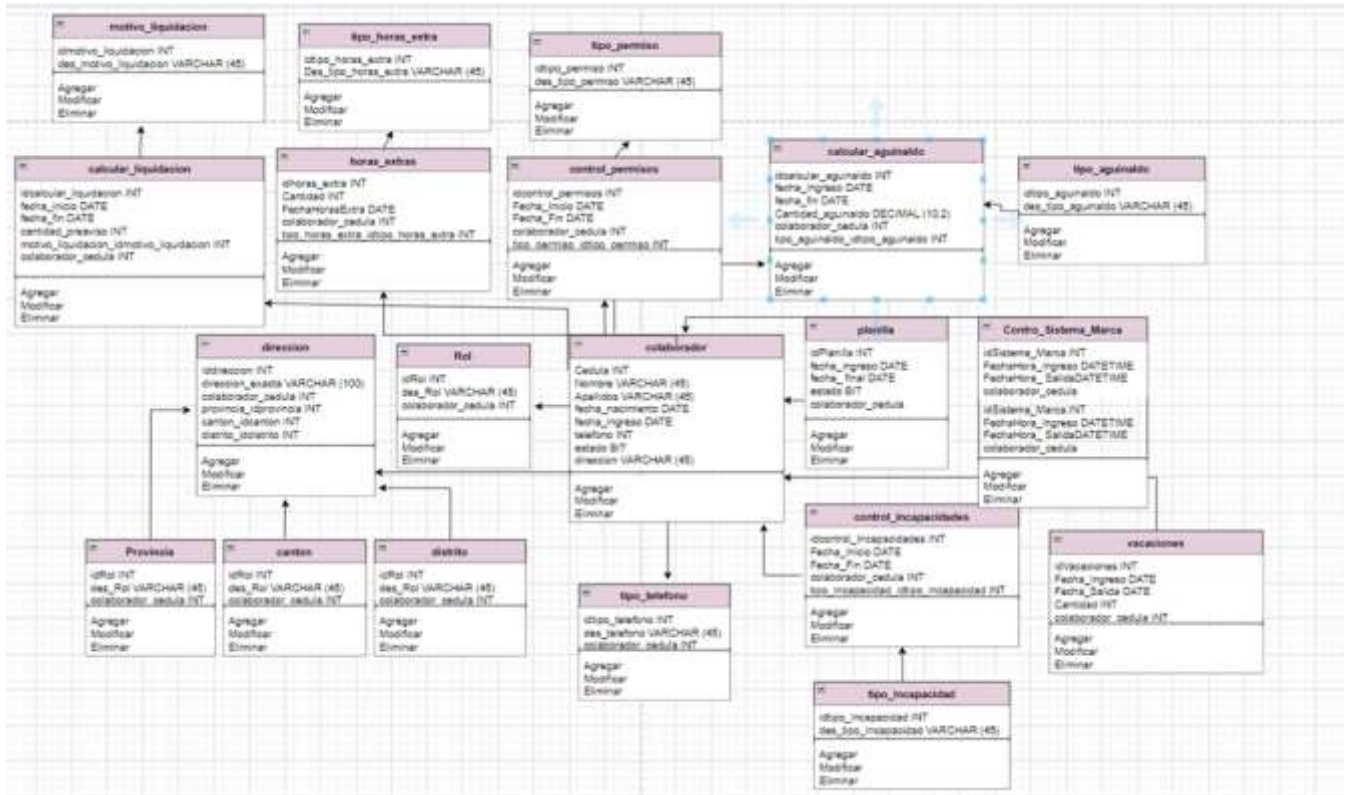 motivo_liquidacion
idmotivo_liquidacion INT
des_motivo_liquidacion VARCHAR (45)
Agregar
Modificar
Eliminar
tipo_horas_extra
idtipo_horas_extra INT
Des_tipo_horas_extra VARCHAR (45)
Agregar
Modificar
Eliminar
tipo_permiso
idtipo_permiso INT
des_tipo_permiso VARCHAR (45)
Agregar
Modificar
Eliminar
calcular_liquidacion
idcalcular_liquidacion INT
fecha_inicio DATE
fecha_fin DATE
cantidad_preaviso INT
motivo_liquidacion_idmotivo_liquidacion INT
colaborador_cedula INT
Agregar
Modificar
Eliminar
horas_extras
idhoras_extra INT
Cantidad INT
FechaHorasExtra DATE
colaborador_cedula INT
tipo_horas_extra_idtipo_horas_extra INT
Agregar
Modificar
Eliminar
control_permisos
idcontrol_permisos INT
Fecha_Inicio DATE
Fecha_Fin DATE
colaborador_cedula INT
tipo_permiso_idtipo_permiso INT
Agregar
Modificar
Eliminar
calcular_aguinaldo
idcalcular_aguinaldo INT
fecha_ingreso DATE
fecha_fin DATE
Cantidad_aguinaldo DECIMAL (10,2)
colaborador_cedula INT
tipo_aguinaldo_idtipo_aguinaldo INT
Agregar
Modificar
Eliminar
tipo_aguinaldo
idtipo_aguinaldo INT
des_tipo_aguinaldo VARCHAR (45)
Agregar
Modificar
Eliminar
direccion
iddireccion INT
direccion_exacta VARCHAR (100)
colaborador_cedula INT
provincia_idprovincia INT
canton_idcanton INT
distrito_iddistrito INT
Agregar
Modificar
Eliminar
Rol
idRol INT
des_Rol VARCHAR (45)
colaborador_cedula INT
Agregar
Modificar
Eliminar
colaborador
Cedula INT
Nombre VARCHAR (45)
Apellidos VARCHAR (45)
fecha_nacimiento DATE
fecha_ingreso DATE
telefono INT
estado BIT
direccion VARCHAR (45)
Agregar
Modificar
Eliminar
planilla
idPlanilla INT
fecha_ingreso DATE
fecha_ final DATE
estado BIT
colaborador_cedula
Agregar
Modificar
Eliminar
Contro_Sistema_Marca
idSistema_Marca INT
FechaHora_Ingreso DATETIME
FechaHora_ SalidaDATETIME
colaborador_cedula
idSistema_Marca INT
FechaHora_Ingreso DATETIME
FechaHora_ SalidaDATETIME
colaborador_cedula
Agregar
Modificar
Eliminar
Provincia
idRol INT
des_Rol VARCHAR (45)
colaborador_cedula INT
Agregar
Modificar
Eliminar
canton
idRol INT
des_Rol VARCHAR (45)
colaborador_cedula INT
Agregar
Modificar
Eliminar
distrito
idRol INT
des_Rol VARCHAR (45)
colaborador_cedula INT
Agregar
Modificar
Eliminar
tipo_telefono
idtipo_telefono INT
des_telefono VARCHAR (45)
colaborador_cedula INT
Agregar
Modificar
Eliminar
control_incapacidades
idcontrol_incapacidades INT
Fecha_Inicio DATE
Fecha_Fin DATE
colaborador_cedula INT
tipo_incapacidad_idtipo_incapacidad INT
Agregar
Modificar
Eliminar
vacaciones
idVacaciones INT
Fecha_Ingreso DATE
Fecha_Salida DATE
Cantidad INT
colaborador_cedula INT
Agregar
Modificar
Eliminar
tipo_incapacidad
idtipo_incapacidad INT
des_tipo_incapacidad VARCHAR (45)
Agregar
Modificar
Eliminar